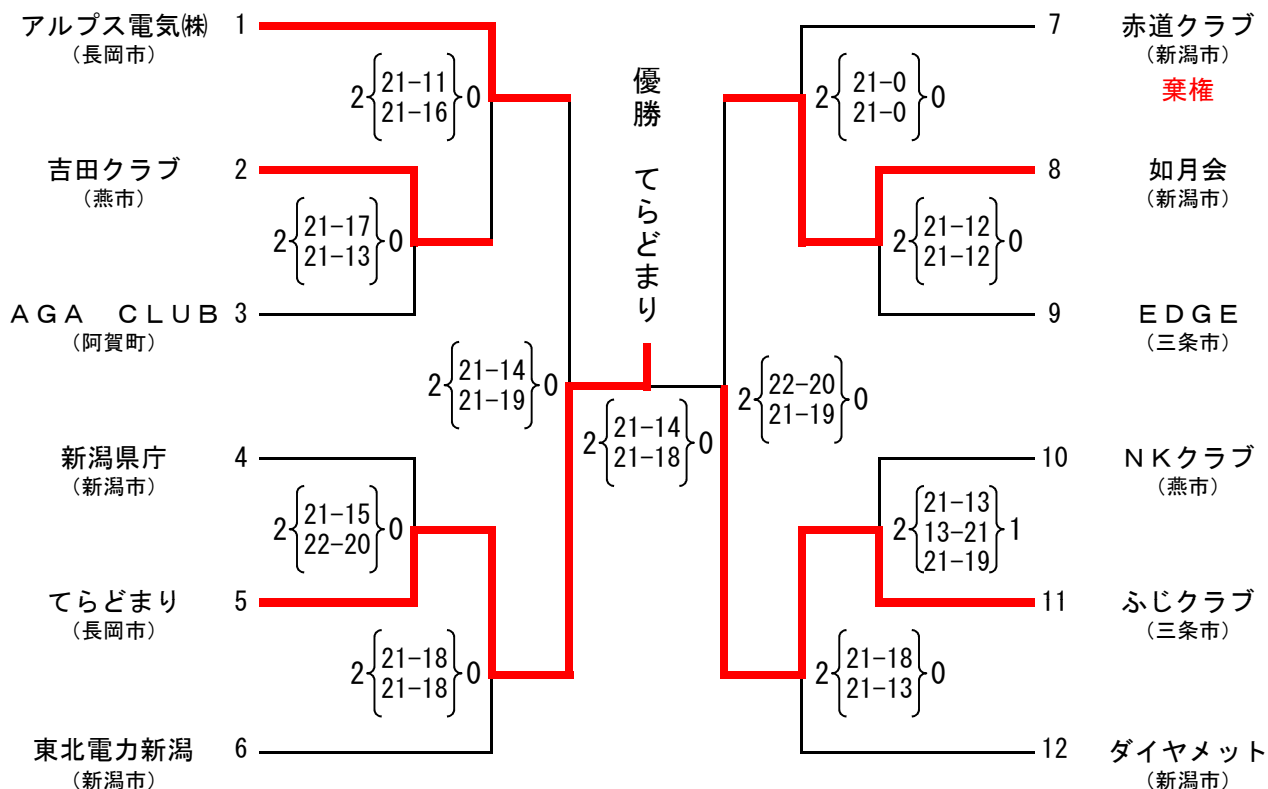 アルプス電気㈱ 1
(長岡市)
2 21-11 0
21-16
吉田クラブ 2
(燕市)
2 21-17 0
21-13
AGA CLUB 3
(阿賀町)
2 21-14 0
21-19
新潟県庁 4
(新潟市)
2 21-15 0
22-20
てらどまり 5
(長岡市)
2 21-18 0
21-18
東北電力新潟 6
(新潟市)
優勝 てらどまり
2 21-14 0
21-18
7 赤道クラブ
(新潟市)
棄権
2 21-0 0
21-0
8 如月会
(新潟市)
2 21-12 0
21-12
9 EDGE
(三条市)
2 22-20 0
21-19
10 NKクラブ
(燕市)
21-13
2 13-21 1
21-19
11 ふじクラブ
(三条市)
2 21-18 0
21-13
12 ダイヤメット
(新潟市)